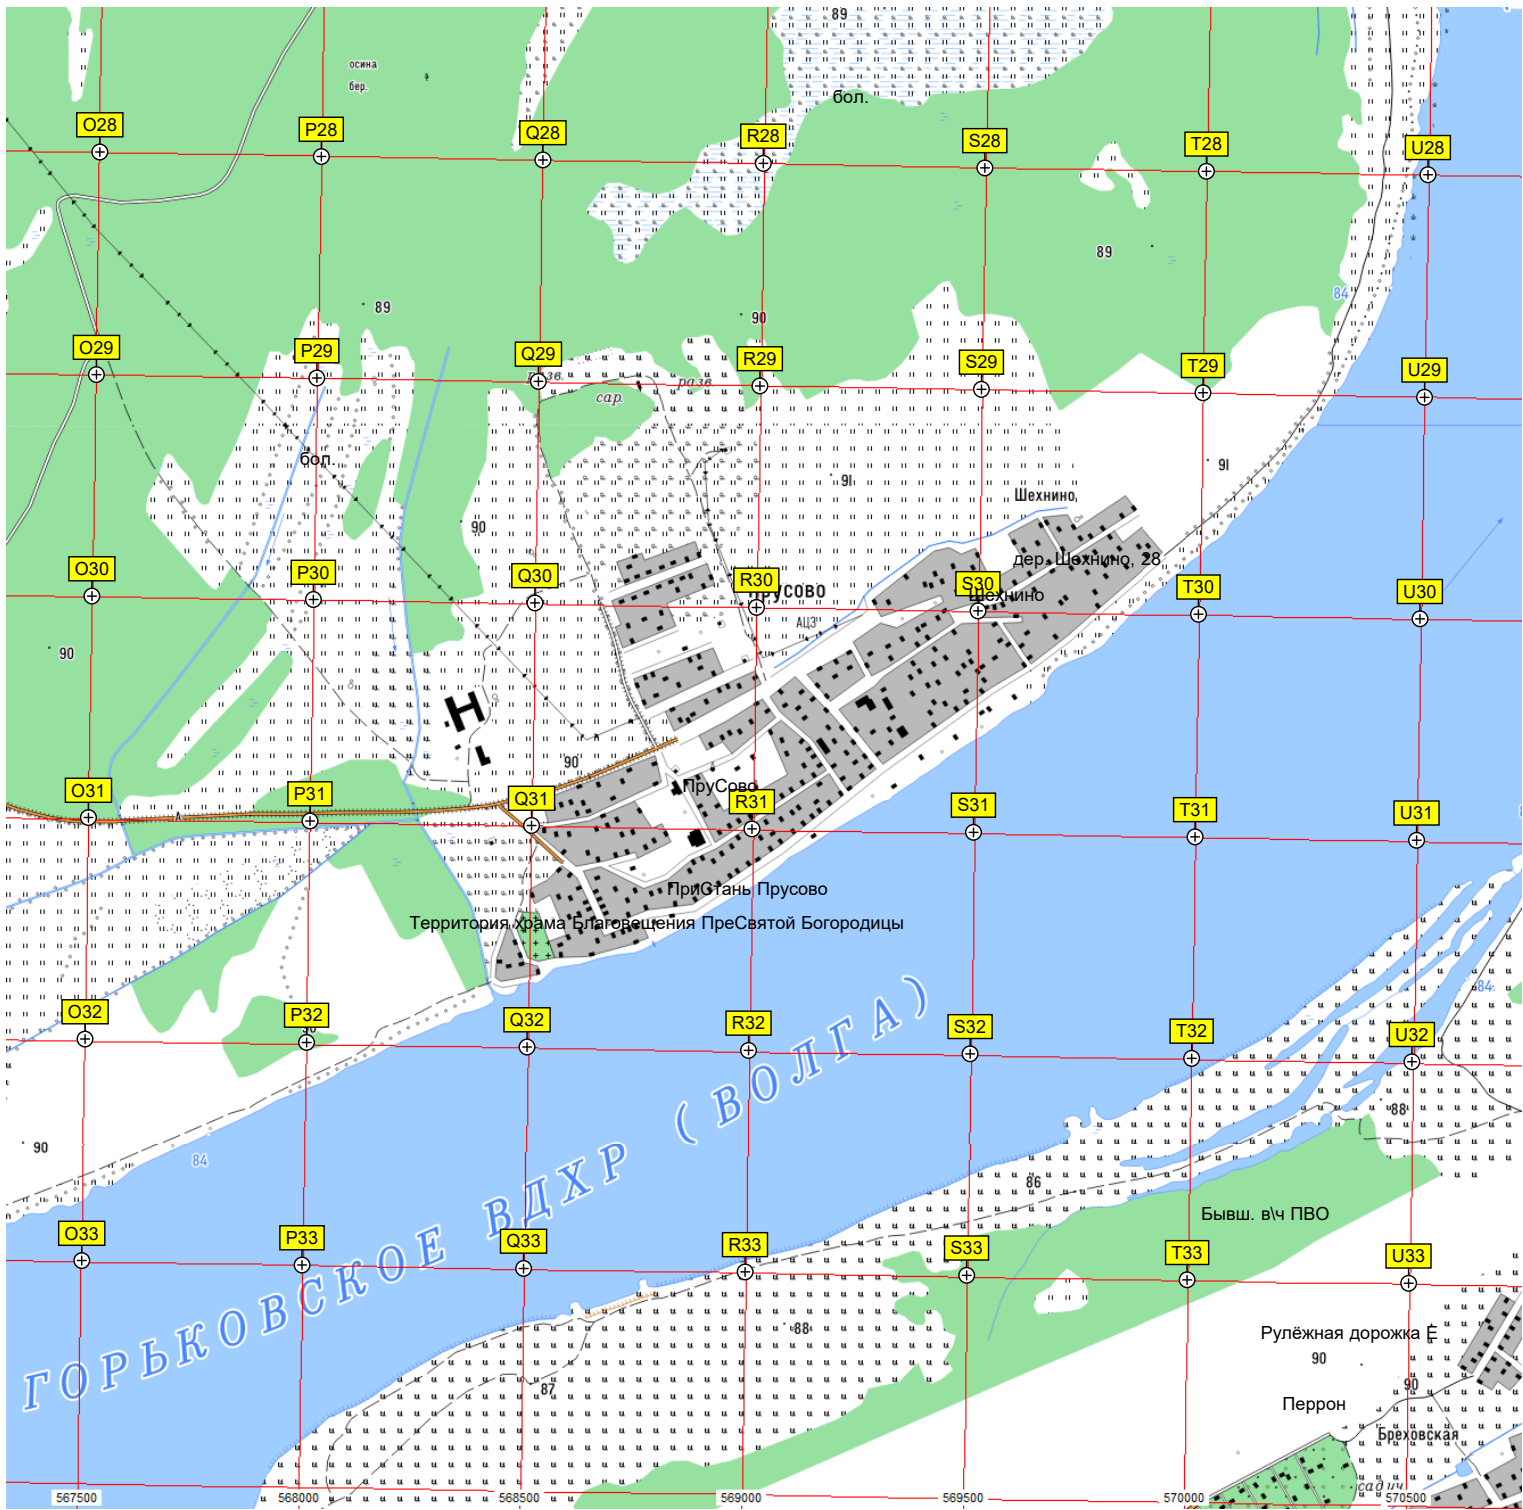 89
осина
бер.
бол.
O28
P28
Q28
R28
S28
T28
U28
89
84
89
90
O29
P29
Q29
R29
S29
T29
U29
разв.
сар.
бол.
91
91
Шехнино
90
дер. Шехнино, 28
O30
P30
Q30
R30
S30
T30
U30
Прусово
Шехнино
АЦЗ
90
90
ПруСово
O31
P31
Q31
R31
S31
T31
U31
А
ПриСтань Прусово
Территория храма Благовещения ПреСвятой Богородицы
84
O32
P32
Q32
R32
S32
T32
U32
90
88
90
84
86
ГОРЬКОВСКОЕ ВДХР (ВОЛГА)
Бывш. в\ч ПВО
O33
P33
Q33
R33
S33
T33
U33
88
Рулёжная дорожка E
90
87
90
Перрон
Бреховская
567500
568000
568500
569000
569500
570000
570500